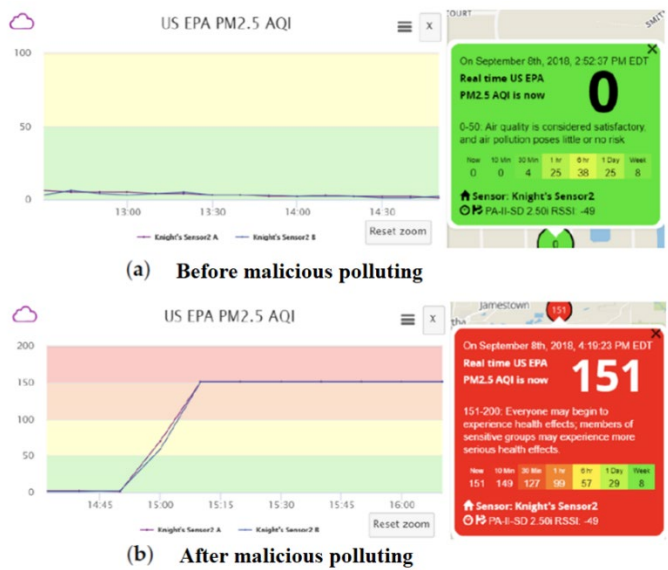 US EPA PM2.5 AQI
X
100
50
0
13:00
13:30
14:00
14:30
Knight's Sensor2 A
Knight's Sensor2 B
Reset zoom
COURT
SMIT
On September 8th, 2018, 2:52:37 PM EDT
Real time US EPA
PM2.5 AQI is now
0
0-50: Air quality is considered satisfactory,
and air pollution poses little or no risk
Now 10 Min 30 Min 1 hr 6 hr 1 Day Week
0 0 4 25 38 25 8
Sensor: Knight's Sensor2
PA-II-SD 2.50i RSSI: -49
0
(a) Before malicious polluting
US EPA PM2.5 AQI
X
200
150
100
50
0
14:45
15:00
15:15
15:30
15:45
16:00
Knight's Sensor2 A
Knight's Sensor2 B
Reset zoom
Jamestown
151
the
On September 8th, 2018, 4:19:23 PM EDT
Real time US EPA
PM2.5 AQI is now
151
151-200: Everyone may begin to
experience health effects; members of
sensitive groups may experience more
serious health effects.
Now 10 Min 30 Min 1 hr 6 hr 1 Day Week
151 149 127 99 57 29 8
Sensor: Knight's Sensor2
PA-II-SD 2.50i RSSI: -49
(b) After malicious polluting